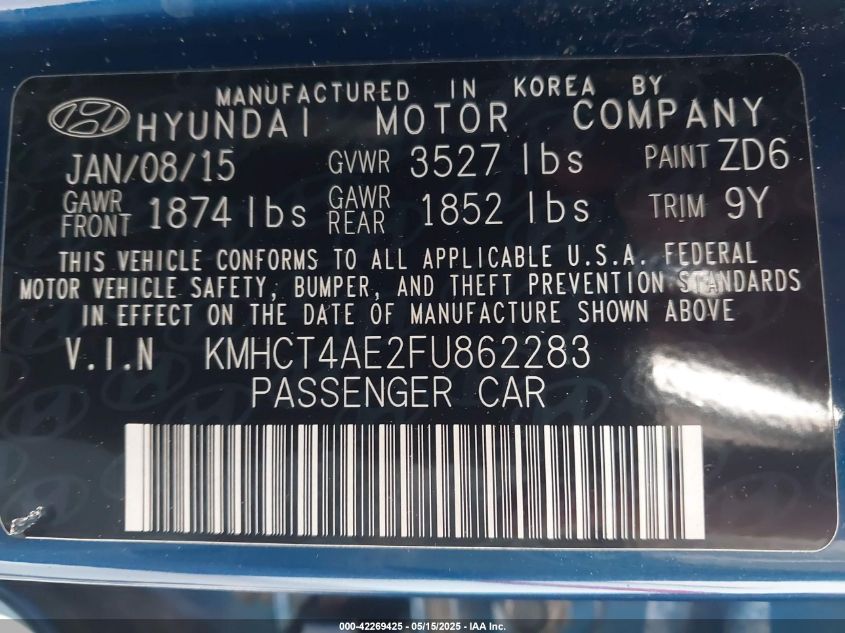 MANUFACTURED IN KOREA BY
HYUNDAI MOTOR COMPANY
JAN/08/15 GVWR 3527 lbs PAINT ZD6
GAWR FRONT 1874 lbs GAWR REAR 1852 lbs TRIM 9Y
THIS VEHICLE CONFORMS TO ALL APPLICABLE U.S.A. FEDERAL
MOTOR VEHICLE SAFETY, BUMPER, AND THEFT PREVENTION STANDARDS
IN EFFECT ON THE DATE OF MANUFACTURE SHOWN ABOVE
V.I.N KMHCT4AE2FU862283
PASSENGER CAR
000-42269425 - 05/15/2025 - IAA Inc.